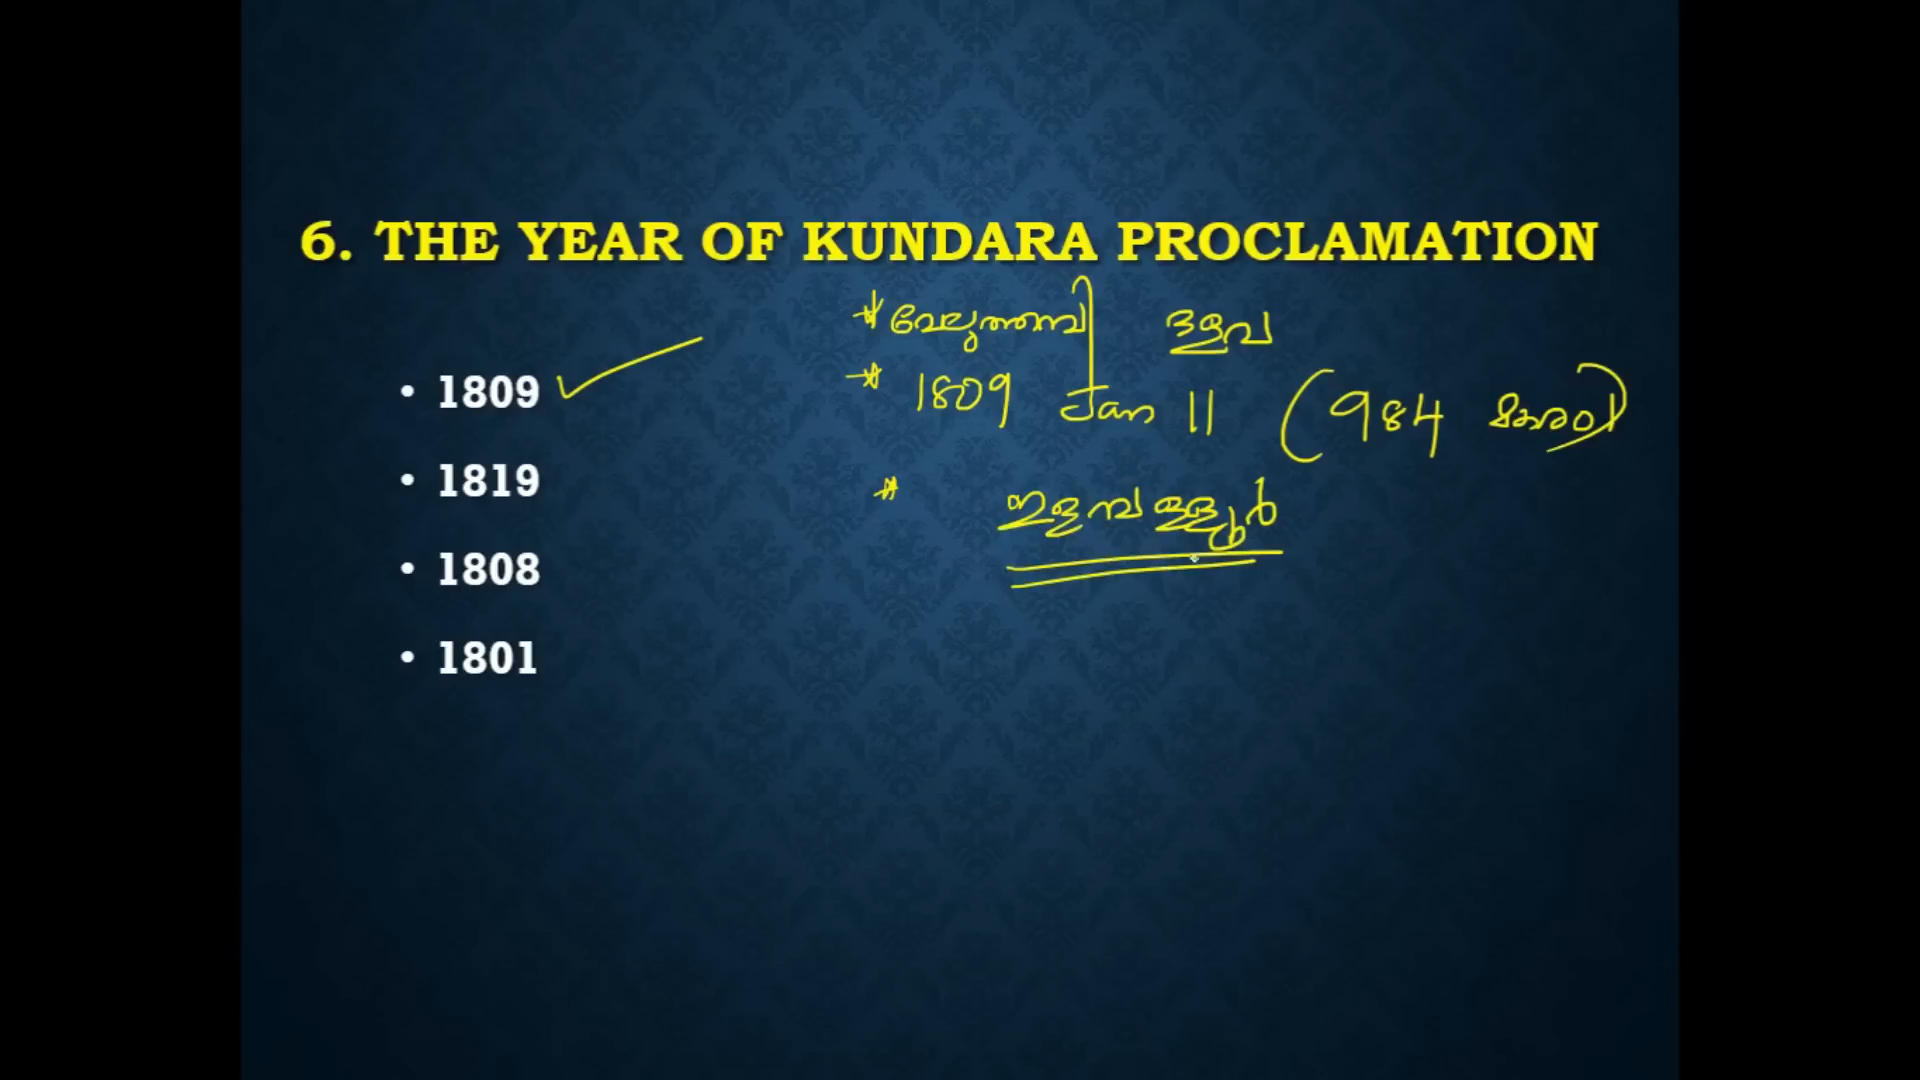 6. THE YEAR OF KUNDARA PROCLAMATION
* വേലുത്തമ്പി ദളവ
• 1809
* 1809 Jan 11 (984 മകരം 1)
• 1819
* ഇളമ്പള്ളൂർ
• 1808
• 1801